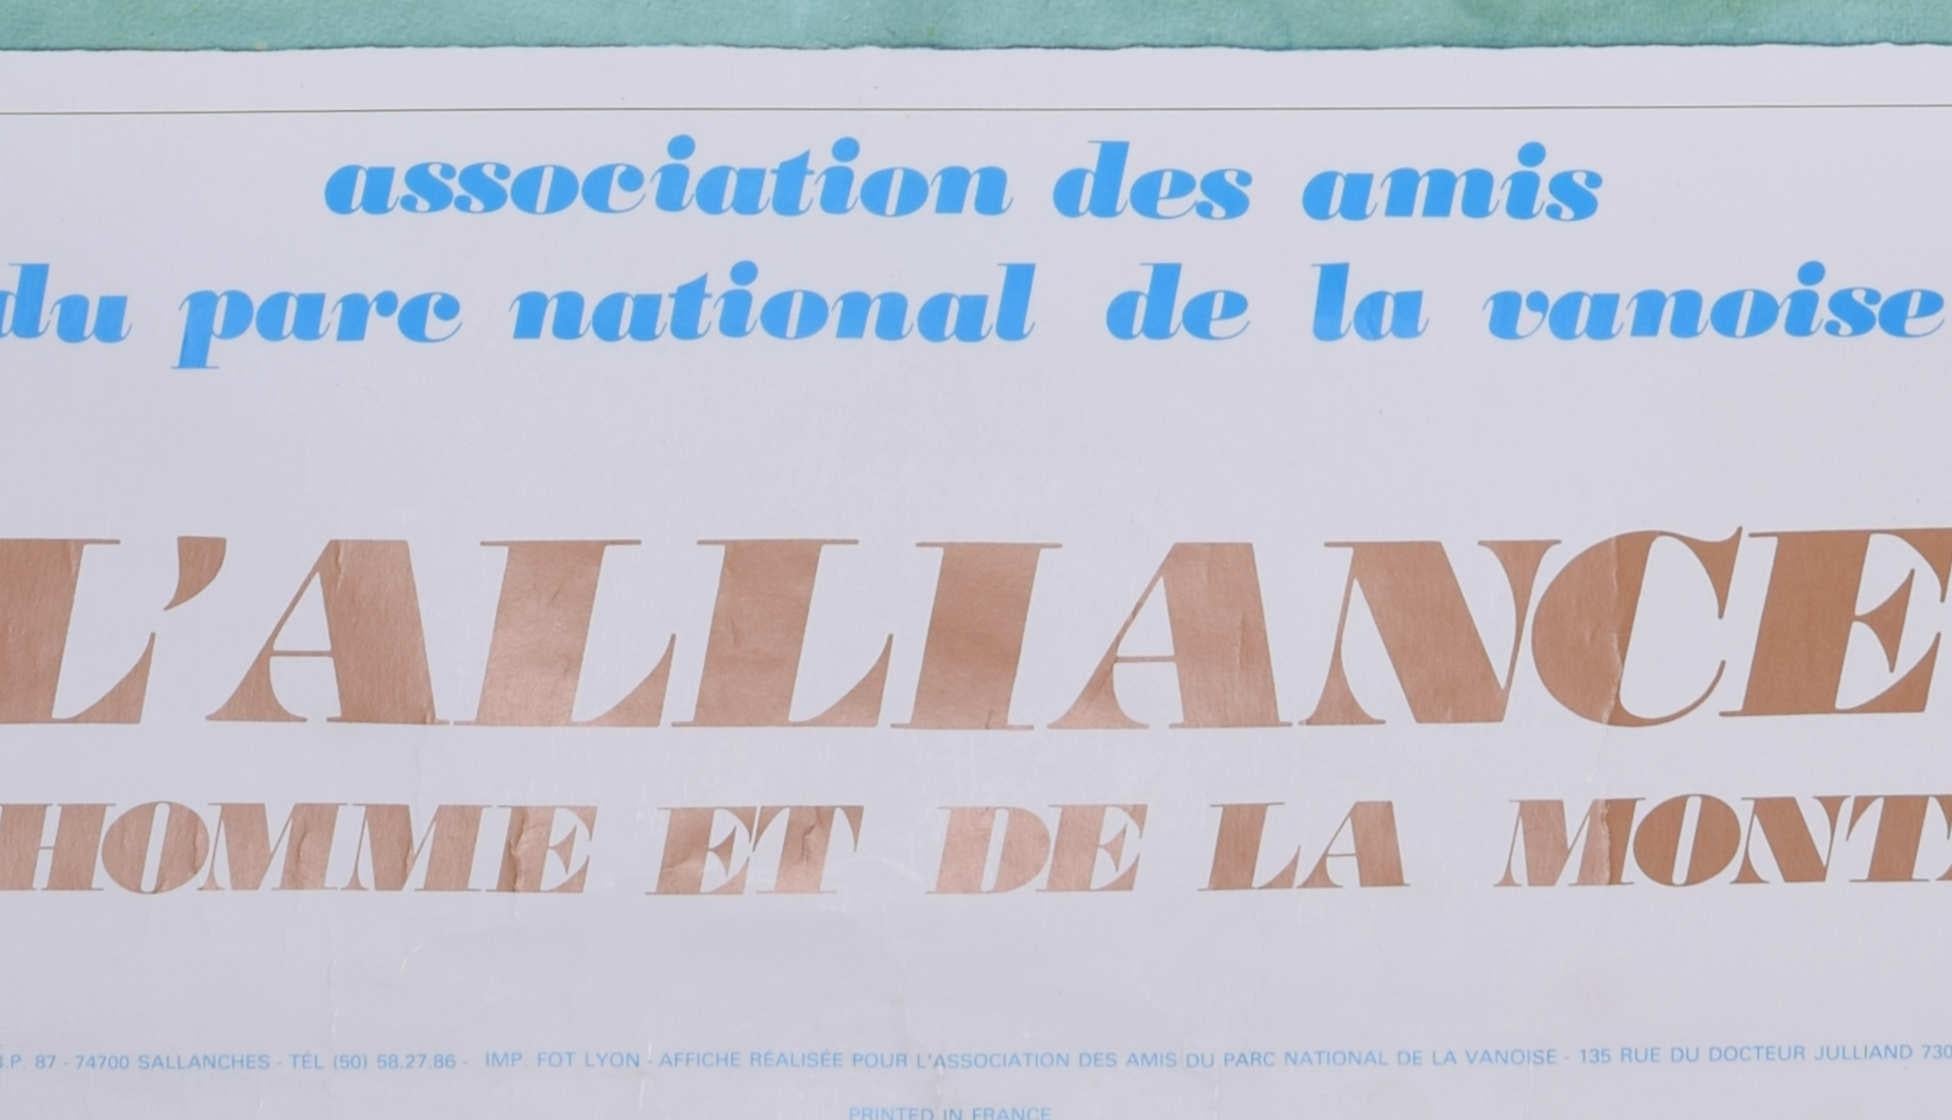 association des amis
du parc national de la vanoise
L'ALLIANCE
HOMME ET DE LA MONT
B.P. 87 - 74700 SALLANCHES - TÉL (50) 58.27.86 - IMP. FOT LYON - AFFICHE RÉALISÉE POUR L'ASSOCIATION DES AMIS DU PARC NATIONAL DE LA VANOISE - 135 RUE DU DOCTEUR JULLIAND 730
PRINTED IN FRANCE